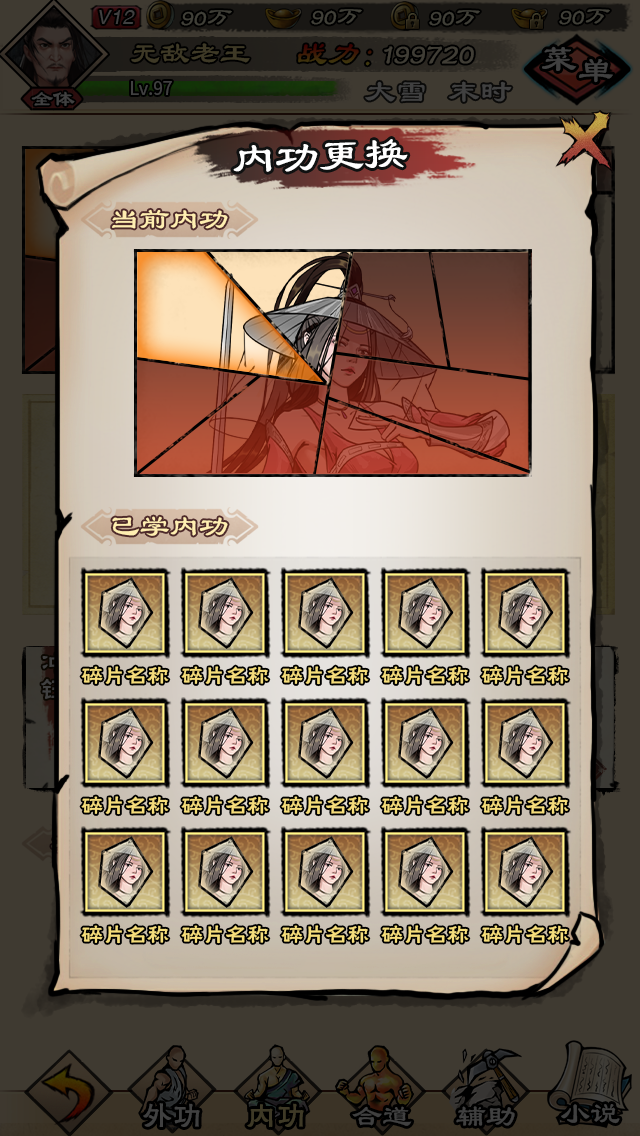 V12 90万 90万 90万 90万
无敌老王 战力：199720
菜单
全体 Lv.97 大雪 末时
内功更换
当前内功
已学内功
碎片名称 碎片名称 碎片名称 碎片名称 碎片名称
碎片名称 碎片名称 碎片名称 碎片名称 碎片名称
碎片名称 碎片名称 碎片名称 碎片名称 碎片名称
外功 内功 合道 辅助 小说